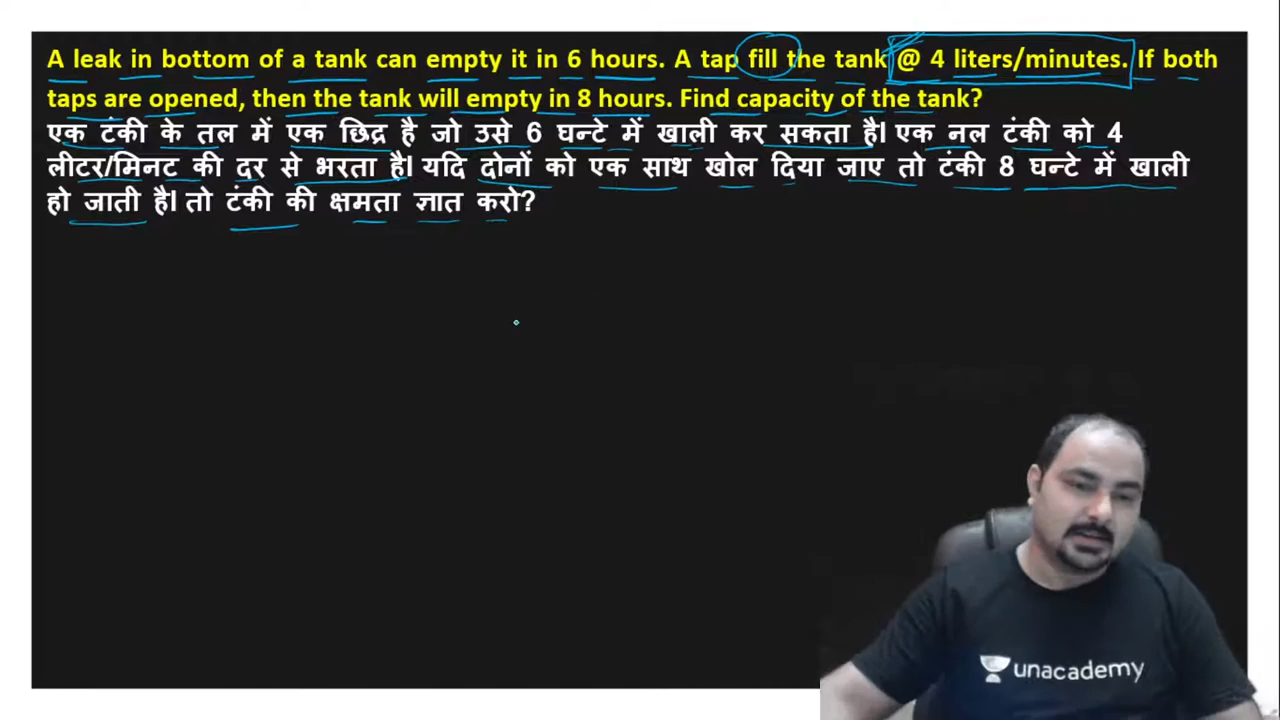 A leak in bottom of a tank can empty it in 6 hours. A tap fill the tank @ 4 liters/minutes. If both
taps are opened, then the tank will empty in 8 hours. Find capacity of the tank?
एक टंकी के तल में एक छिद्र है जो उसे 6 घन्टे में खाली कर सकता है। एक नल टंकी को 4
लीटर/मिनट की दर से भरता है। यदि दोनों को एक साथ खोल दिया जाए तो टंकी 8 घन्टे में खाली
हो जाती है। तो टंकी की क्षमता ज्ञात करो?
unacademy